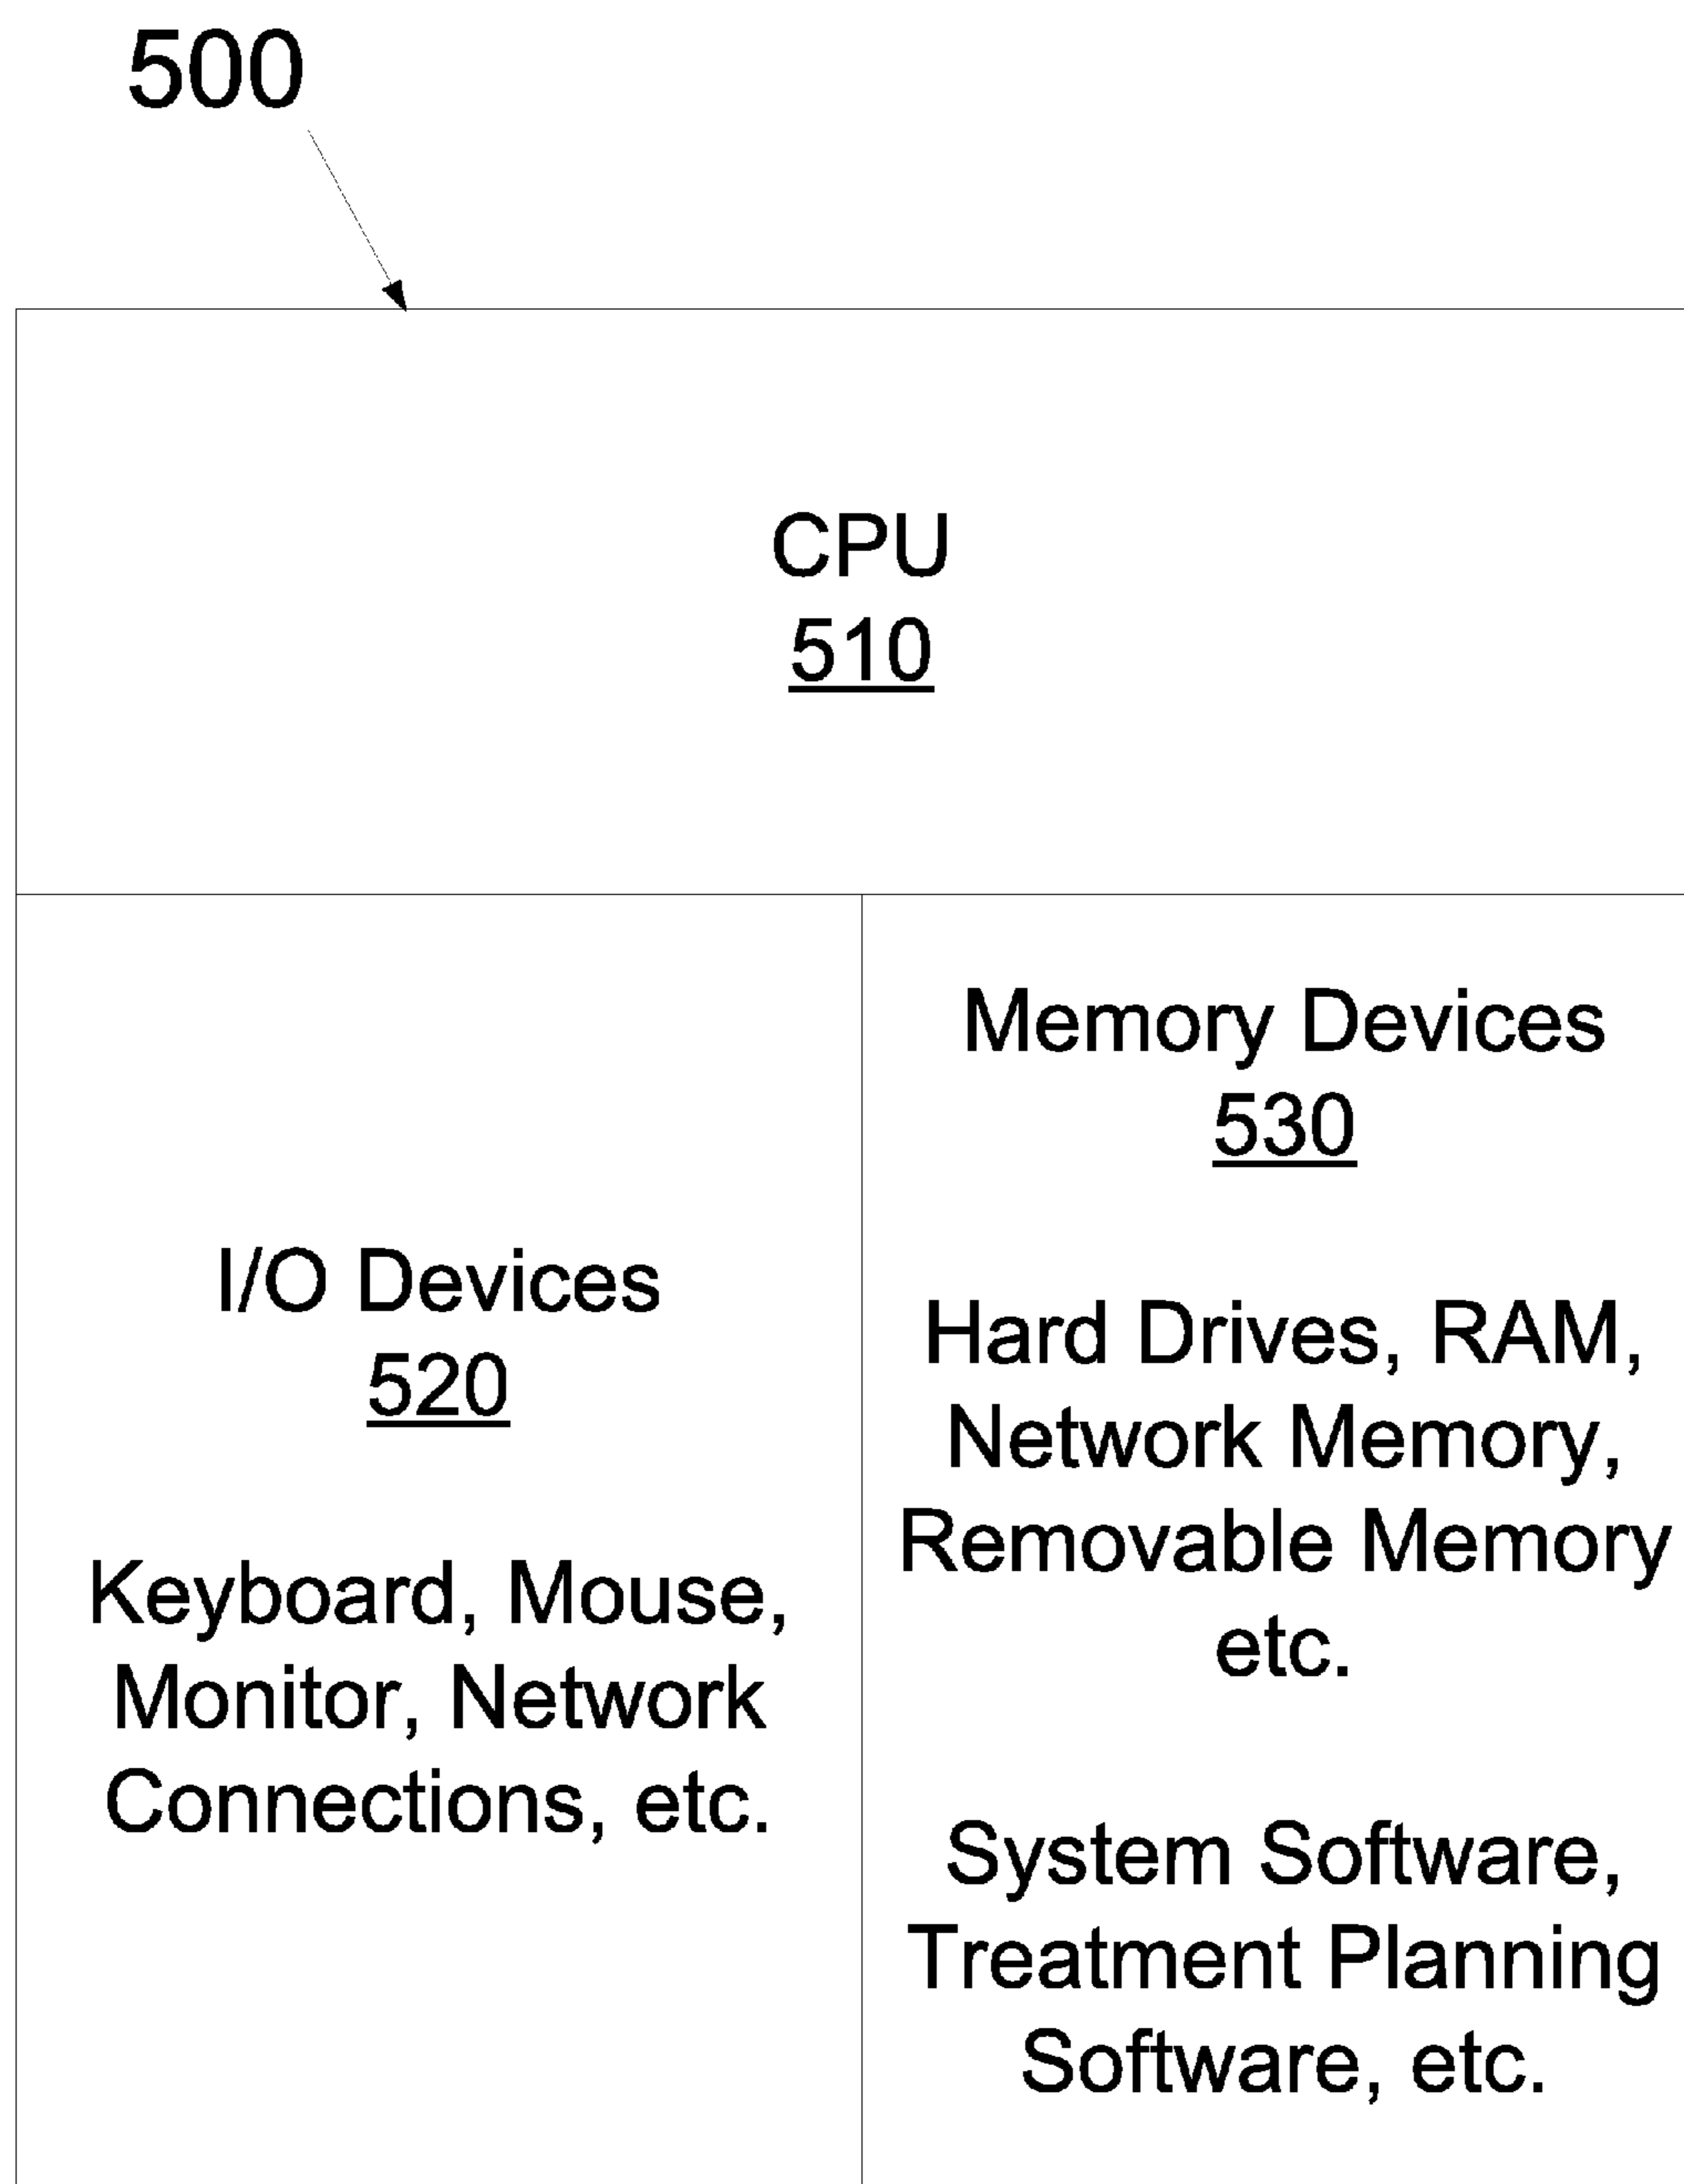 500
CPU
510
I/O Devices
520
Keyboard, Mouse,
Monitor, Network
Connections, etc.
Memory Devices
530
Hard Drives, RAM,
Network Memory,
Removable Memory
etc.
System Software,
Treatment Planning
Software, etc.